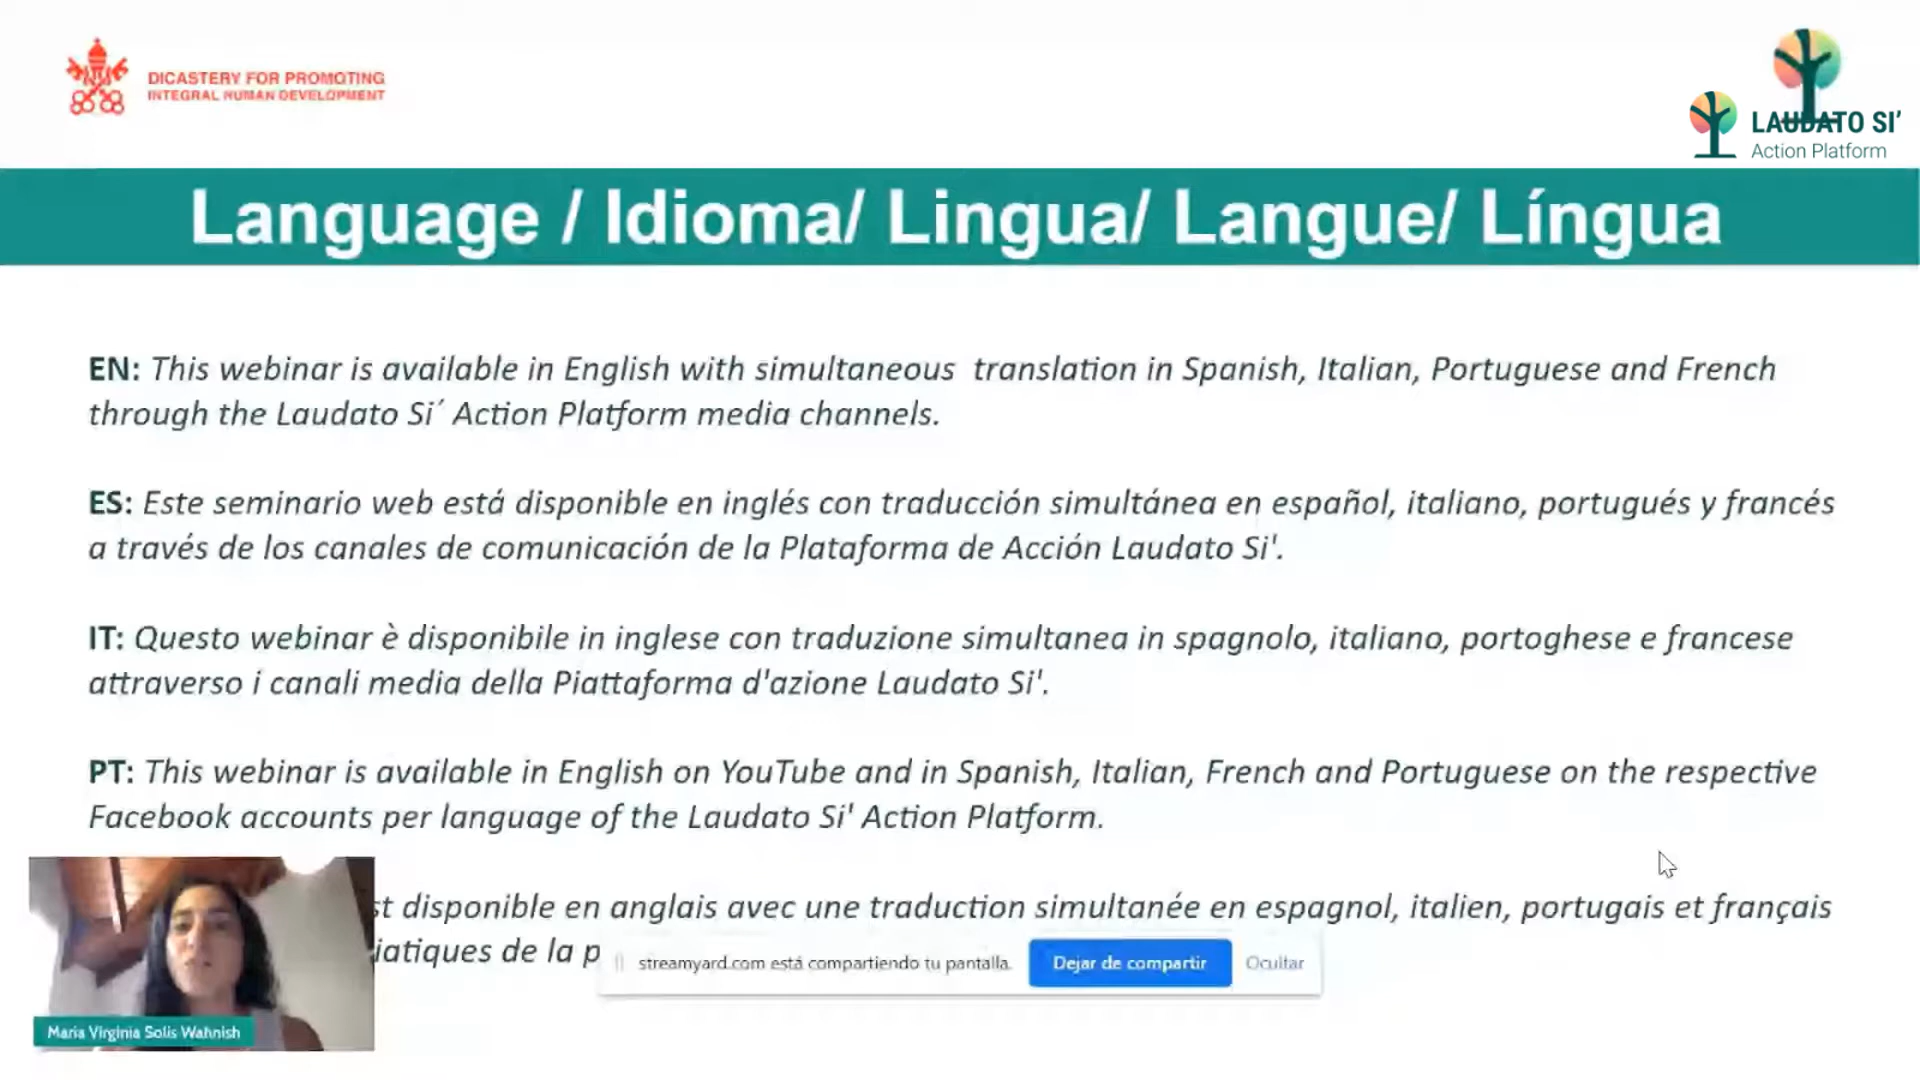 DICASTERY FOR PROMOTING
INTEGRAL HUMAN DEVELOPMENT
LAUDATO SI’
Action Platform
Language / Idioma/ Lingua/ Langue/ Língua
EN: This webinar is available in English with simultaneous translation in Spanish, Italian, Portuguese and French
through the Laudato Si´ Action Platform media channels.
ES: Este seminario web está disponible en inglés con traducción simultánea en español, italiano, portugués y francés
a través de los canales de comunicación de la Plataforma de Acción Laudato Si'.
IT: Questo webinar è disponibile in inglese con traduzione simultanea in spagnolo, italiano, portoghese e francese
attraverso i canali media della Piattaforma d'azione Laudato Si'.
PT: This webinar is available in English on YouTube and in Spanish, Italian, French and Portuguese on the respective
Facebook accounts per language of the Laudato Si' Action Platform.
st disponible en anglais avec une traduction simultanée en espagnol, italien, portugais et français
iatiques de la p
streamyard.com está compartiendo tu pantalla.
Dejar de compartir
Ocultar
Maria Virginia Solis Wahnish